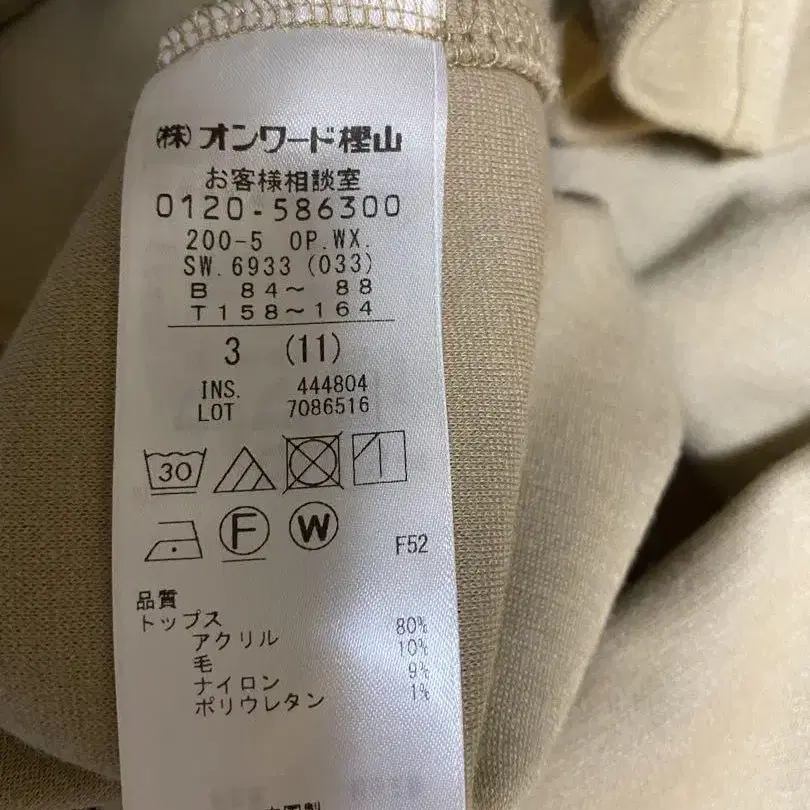 ㈱オンワード樫山
お客様相談室
0120-586300
200-5 OP.WX.
SW.6933 (033)
B 84～ 88
T158～164
3 (11)
INS. 444804
LOT 7086516
30
F W
F52
品質
トップス
アクリル 80%
毛 10%
ナイロン 9%
ポリウレタン 1%